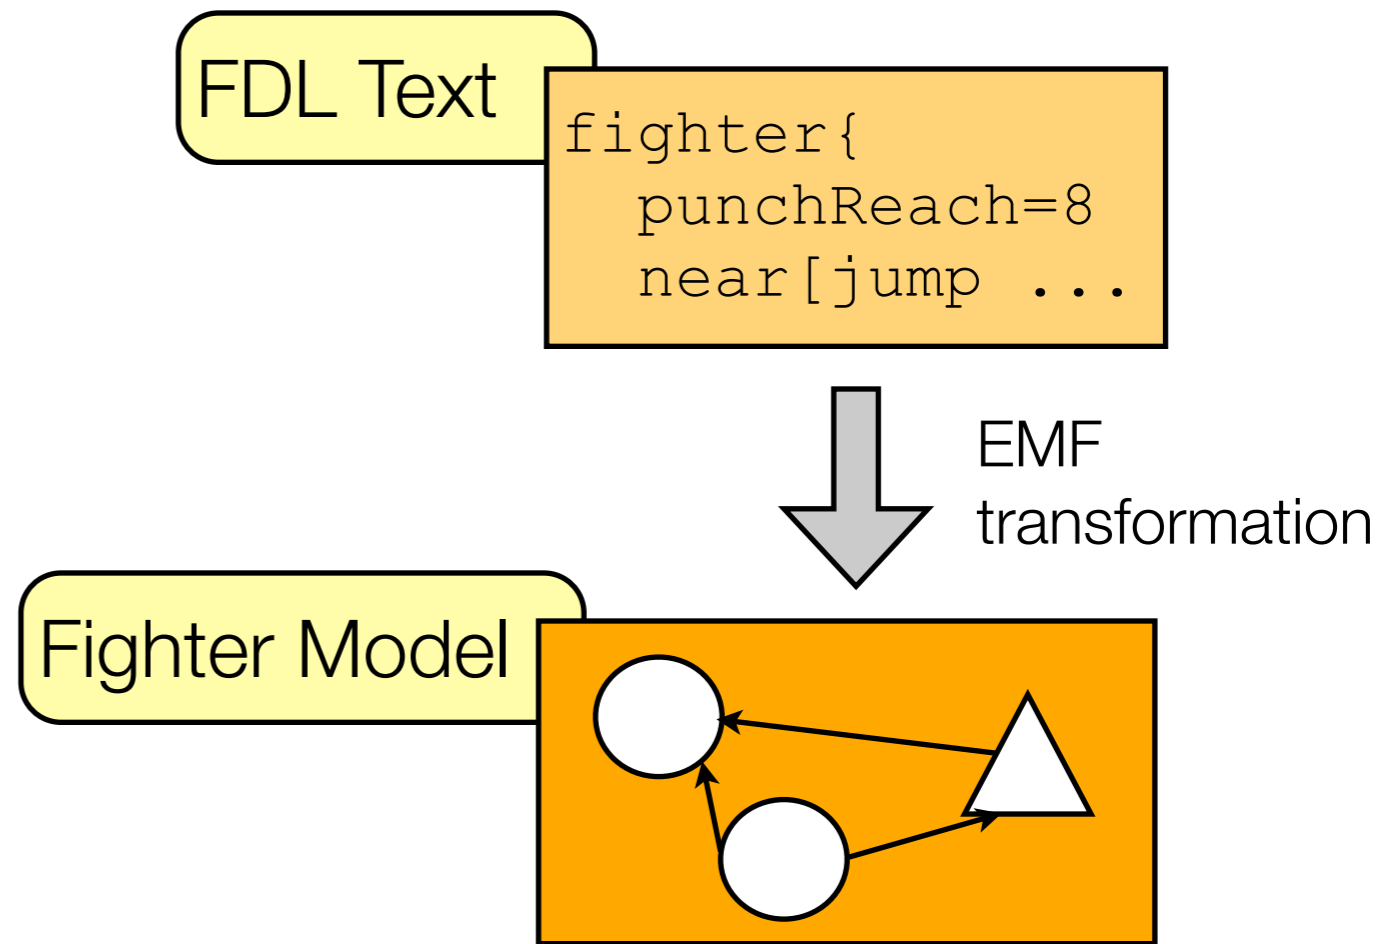 FDL Text
fighter{
  punchReach=8
  near[jump ...
EMF
transformation
Fighter Model